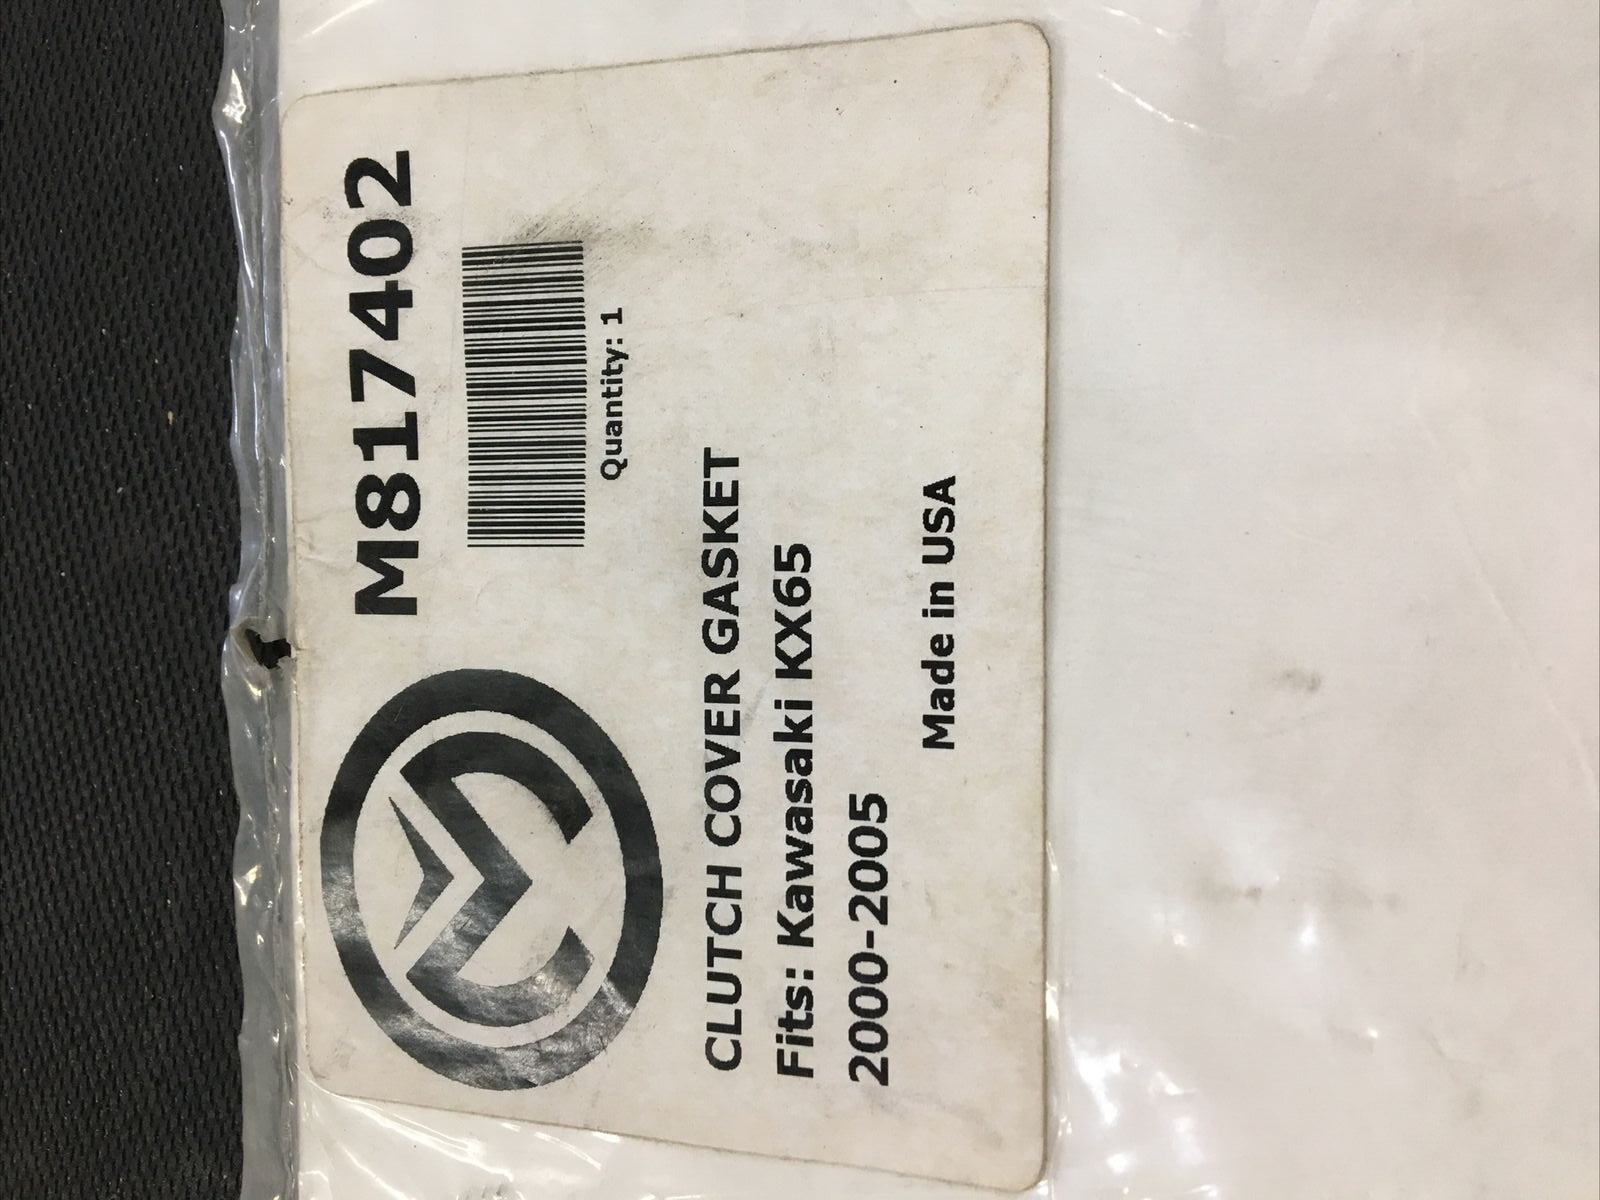 M817402
Quantity: 1
CLUTCH COVER GASKET
Fits: Kawasaki KX65
2000-2005
Made in USA